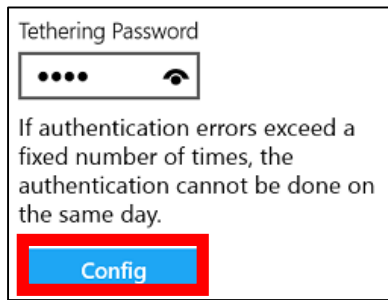 Tethering Password
••••
If authentication errors exceed a
fixed number of times, the
authentication cannot be done on
the same day.
Config